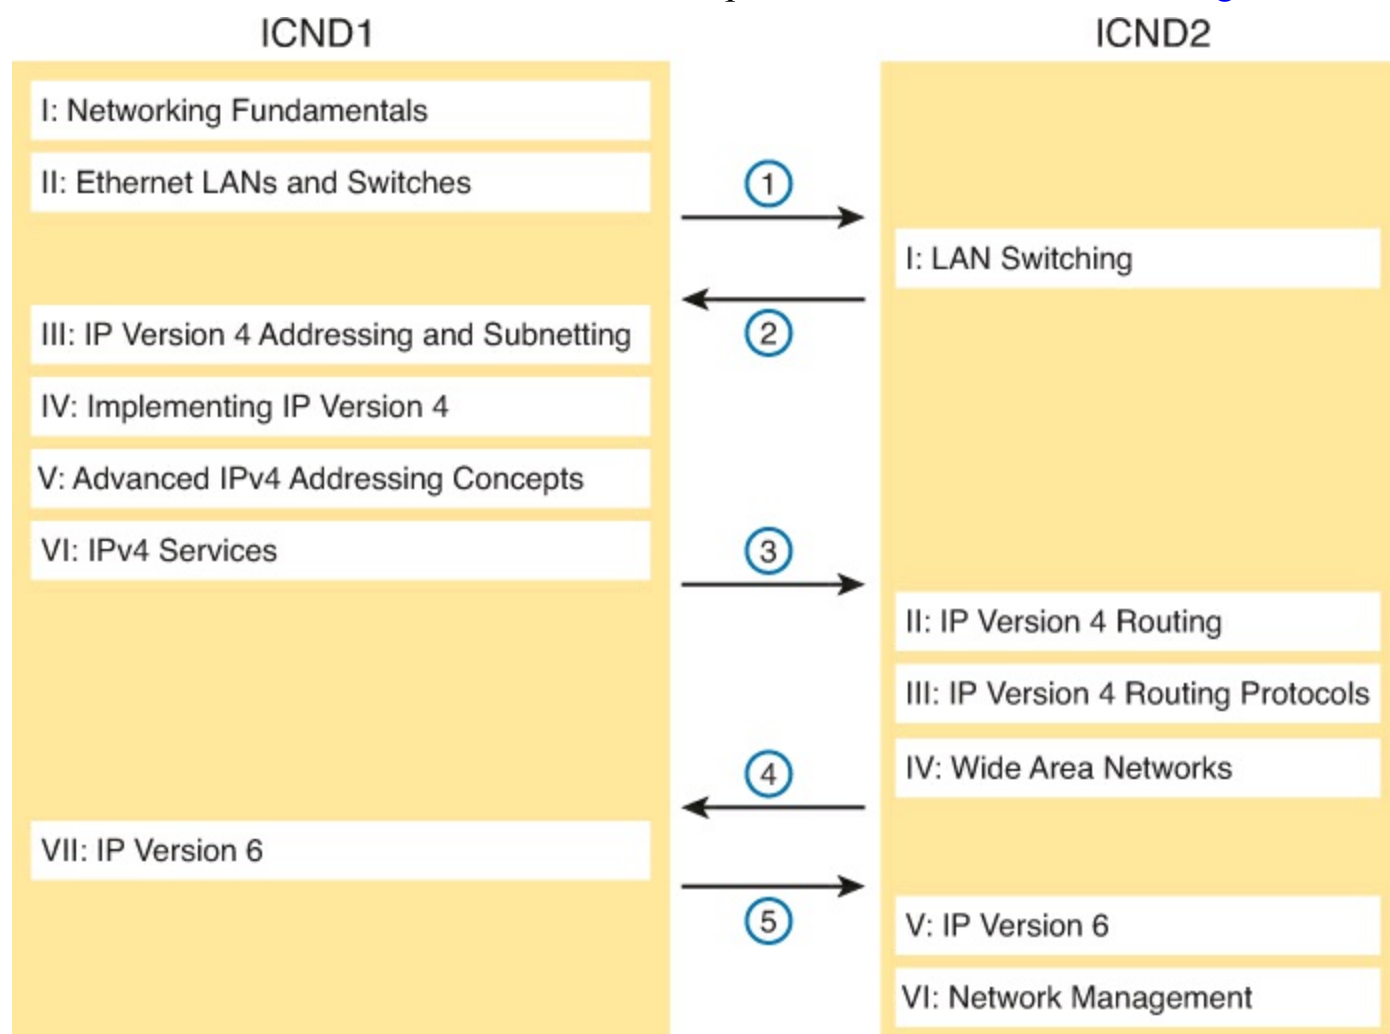 ICND1
ICND2
I: Networking Fundamentals
II: Ethernet LANs and Switches
1
I: LAN Switching
2
III: IP Version 4 Addressing and Subnetting
IV: Implementing IP Version 4
V: Advanced IPv4 Addressing Concepts
VI: IPv4 Services
3
II: IP Version 4 Routing
III: IP Version 4 Routing Protocols
IV: Wide Area Networks
4
VII: IP Version 6
5
V: IP Version 6
VI: Network Management